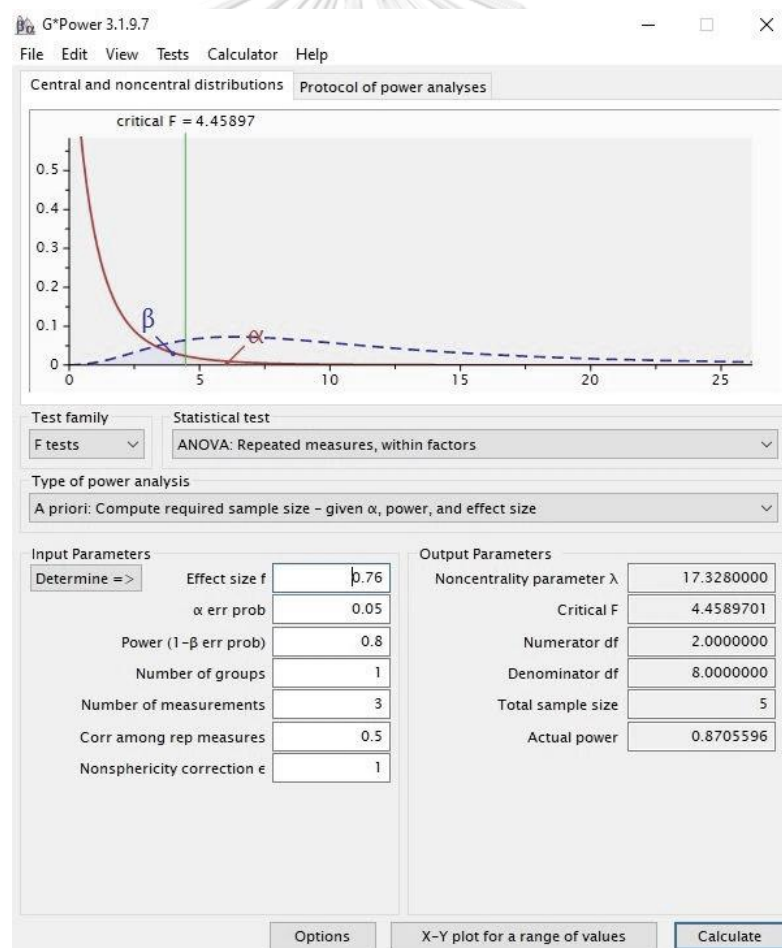 G*Power 3.1.9.7
File Edit View Tests Calculator Help
Central and noncentral distributions Protocol of power analyses
critical F = 4.45897
0.5
0.4
0.3
0.2
0.1
0
β
α
0 5 10 15 20 25
Test family Statistical test
F tests ANOVA: Repeated measures, within factors
Type of power analysis
A priori: Compute required sample size – given α, power, and effect size
Input Parameters Output Parameters
Determine => Effect size f 0.76 Noncentrality parameter λ 17.3280000
α err prob 0.05 Critical F 4.4589701
Power (1-β err prob) 0.8 Numerator df 2.0000000
Number of groups 1 Denominator df 8.0000000
Number of measurements 3 Total sample size 5
Corr among rep measures 0.5 Actual power 0.8705596
Nonsphericity correction ϵ 1
Options X-Y plot for a range of values Calculate